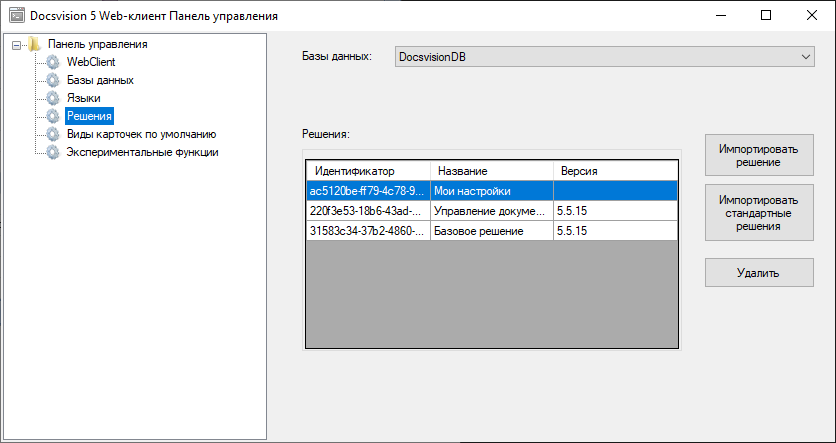 Docsvision 5 Web-клиент Панель управления
Панель управления
WebClient
Базы данных
Языки
Решения
Виды карточек по умолчанию
Экспериментальные функции
Базы данных: DocsvisionDB
Решения:
Идентификатор Название Версия
ac5120be-ff79-4c78-9... Мои настройки
220f3e53-18b6-43ad-... Управление докуме... 5.5.15
31583c34-37b2-4860-... Базовое решение 5.5.15
Импортировать
решение
Импортировать
стандартные
решения
Удалить